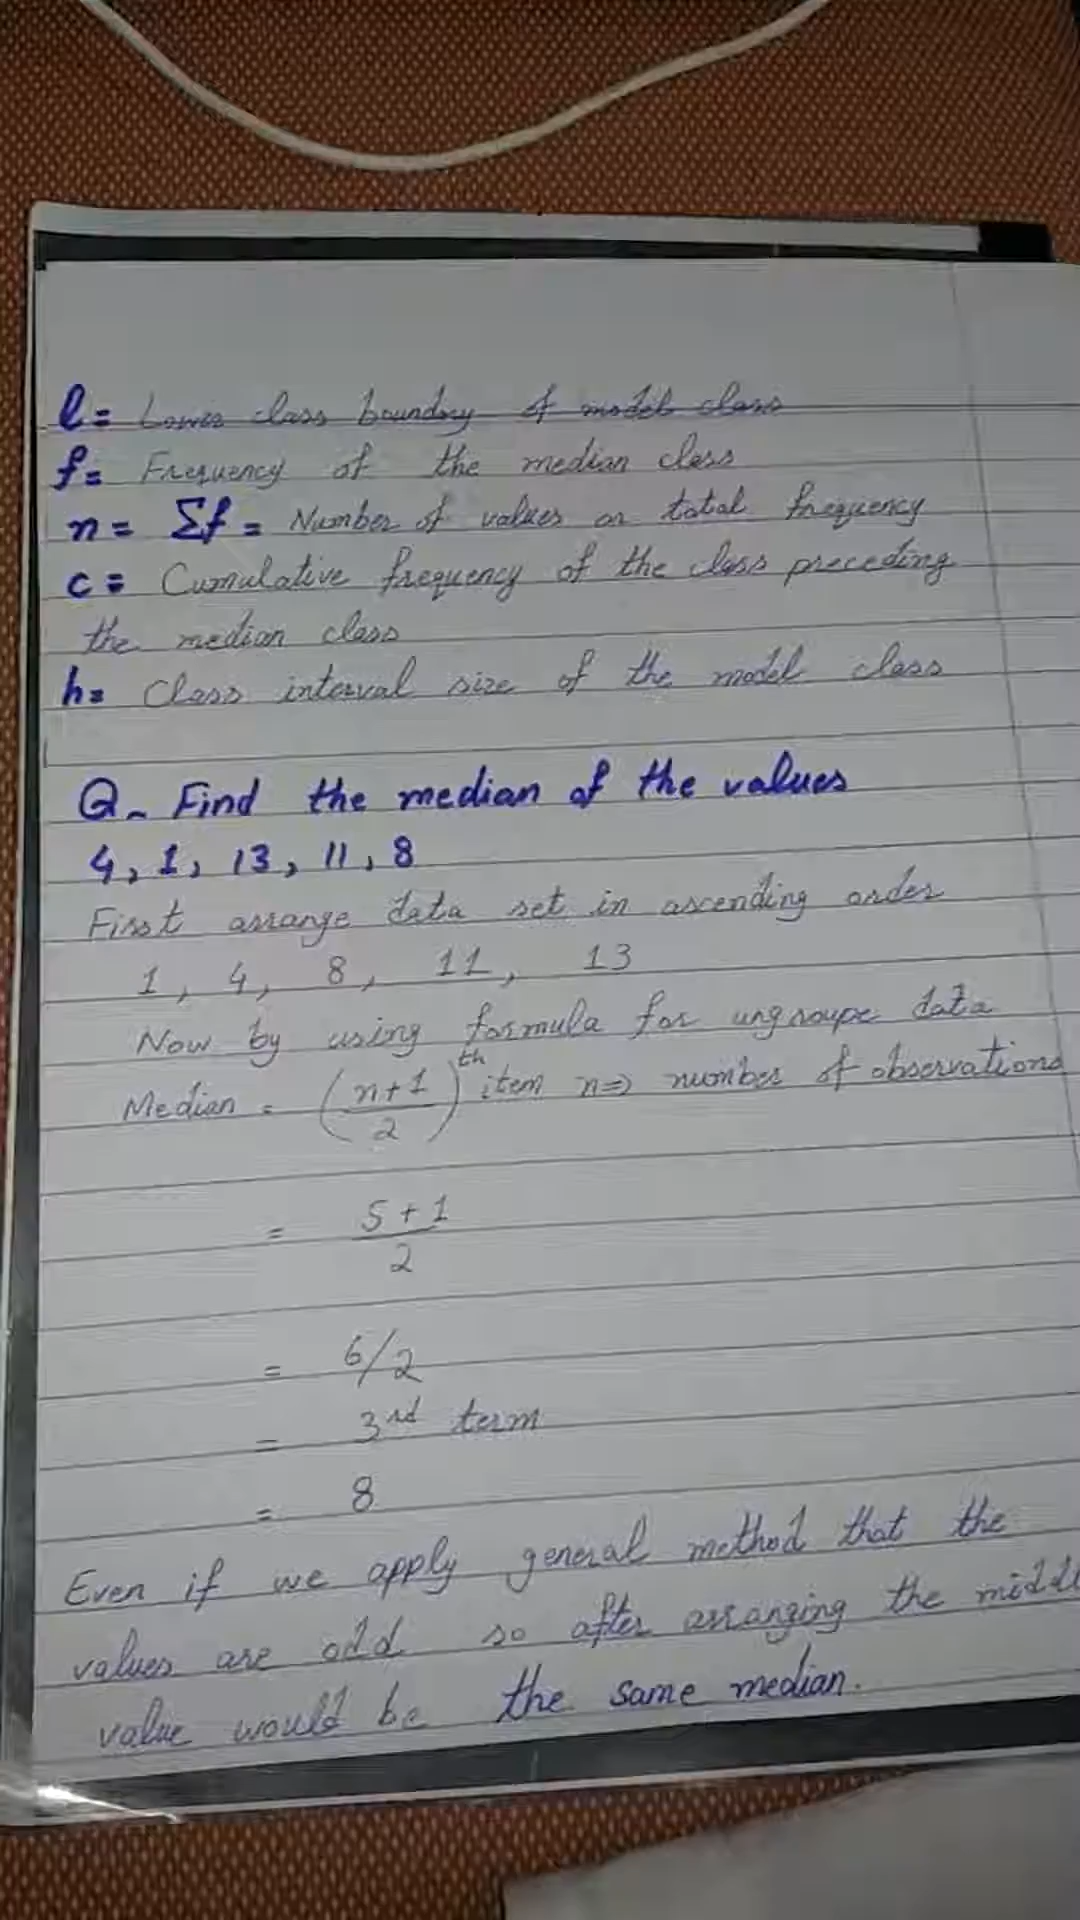 l = Lower class boundry of model class
f = Frequency of the median class
n = Σf = Number of values or total frequency
c = Cumulative frequency of the class preceding
the median class
h = Class interval size of the model class
Q~ Find the median of the values
4, 1, 13, 11, 8
First arrange data set in ascending order
1, 4, 8, 11, 13
Now by using formula for ungroupe data
Median = (n+1/2)th item n => number of observations
= 5+1/2
= 6/2
= 3rd term
= 8
Even if we apply general method that the
values are odd so after arranging the middle
value would be the same median.